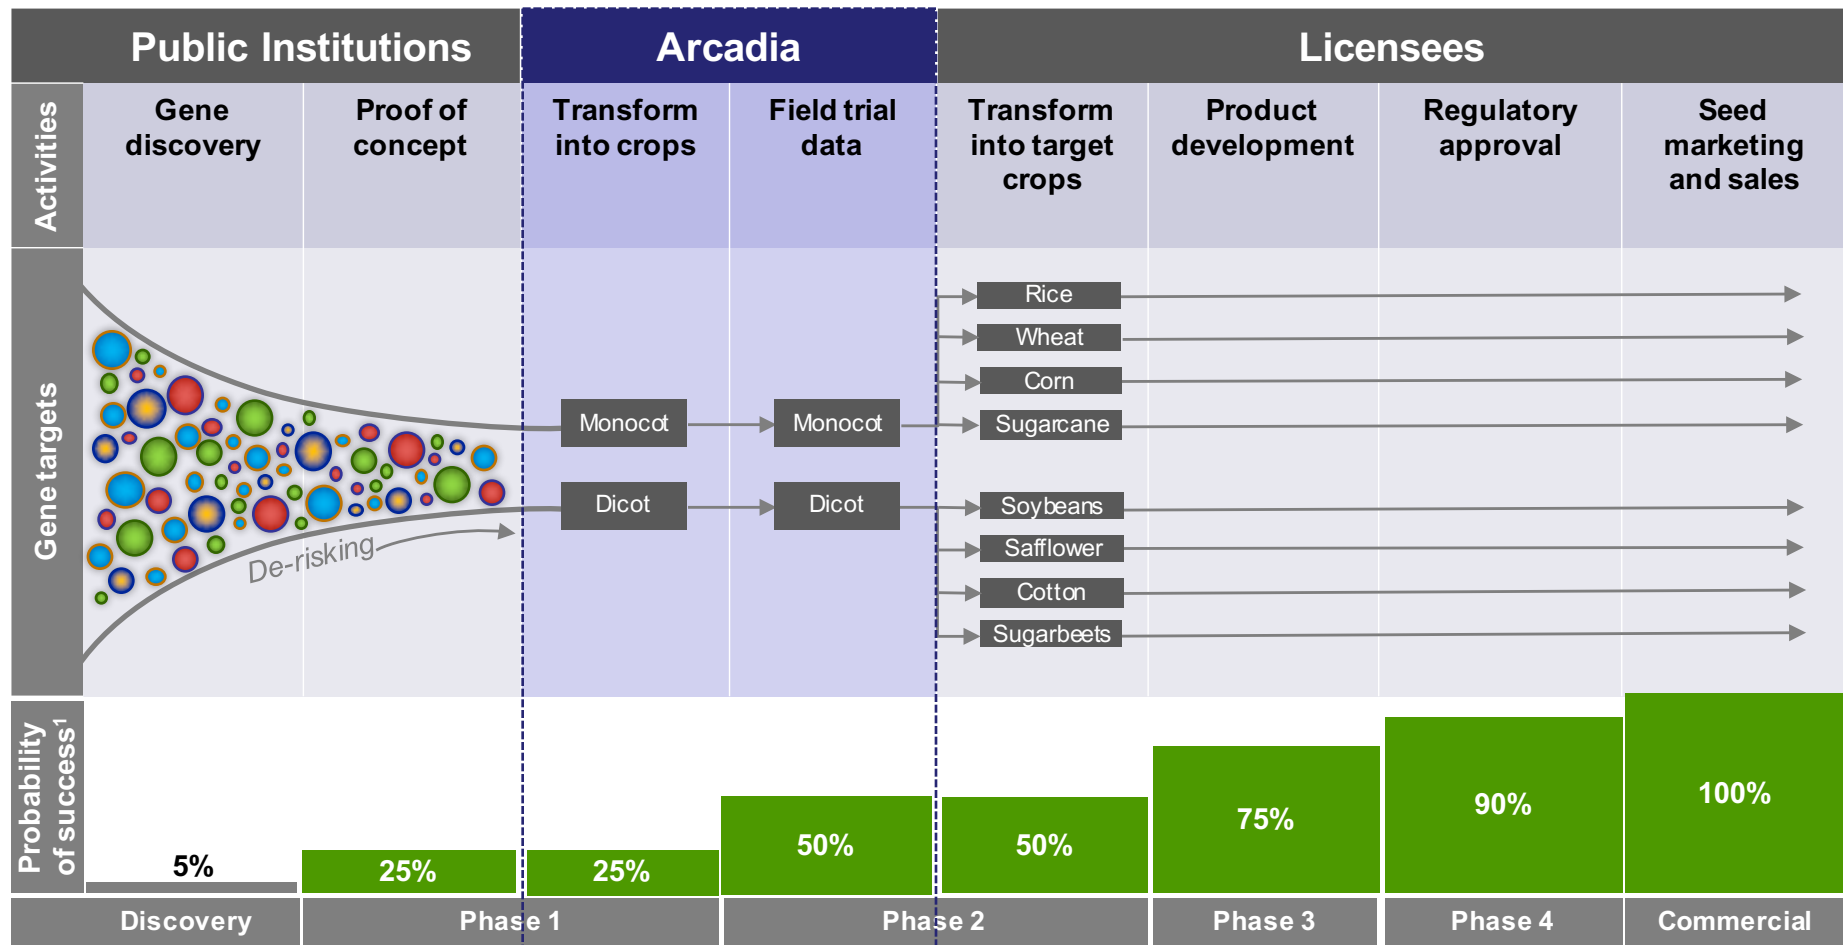 Public Institutions
Arcadia
Licensees
Activities
Gene
discovery
Proof of
concept
Transform
into crops
Field trial
data
Transform
into target
crops
Product
development
Regulatory
approval
Seed
marketing
and sales
Gene targets
De-risking
Monocot
Monocot
Dicot
Dicot
Rice
Wheat
Corn
Sugarcane
Soybeans
Safflower
Cotton
Sugarbeets
Probability
of success¹
5%
25%
25%
50%
50%
75%
90%
100%
Discovery
Phase 1
Phase 2
Phase 3
Phase 4
Commercial